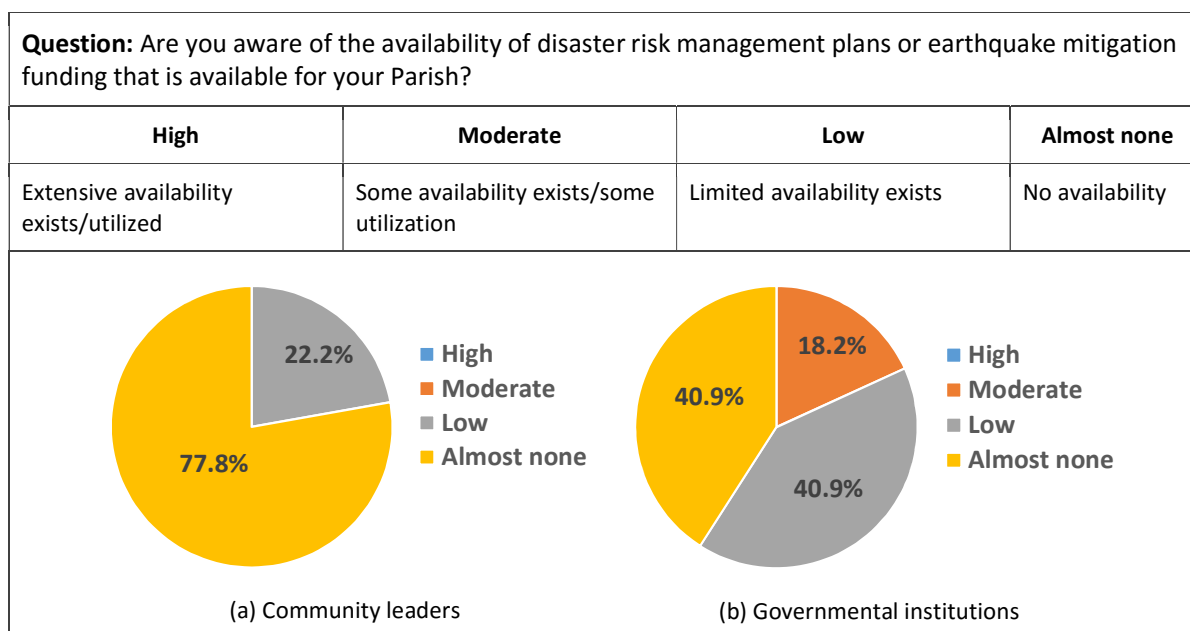 Question: Are you aware of the availability of disaster risk management plans or earthquake mitigation
funding that is available for your Parish?
High
Moderate
Low
Almost none
Extensive availability
exists/utilized
Some availability exists/some
utilization
Limited availability exists
No availability
22.2%
77.8%
High
Moderate
Low
Almost none
(a) Community leaders
18.2%
40.9%
40.9%
High
Moderate
Low
Almost none
(b) Governmental institutions